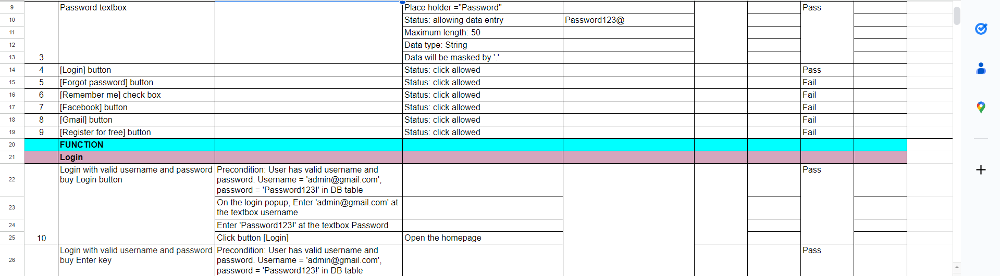 9 Password textbox Place holder ="Password" Pass
10 Status: allowing data entry Password123@
11 Maximum length: 50
12 Data type: String
13 3 Data will be masked by '.'
14 4 [Login] button Status: click allowed Pass
15 5 [Forgot password] button Status: click allowed Fail
16 6 [Remember me] check box Status: click allowed Fail
17 7 [Facebook] button Status: click allowed Fail
18 8 [Gmail] button Status: click allowed Fail
19 9 [Register for free] button Status: click allowed Fail
20 FUNCTION
21 Login
Login with valid username and password Precondition: User has valid username and Pass
22 buy Login button password. Username = 'admin@gmail.com',
password = 'Password123!' in DB table
On the login popup, Enter 'admin@gmail.com' at
23 the textbox username
24 Enter 'Password123!' at the textbox Password
25 10 Click button [Login] Open the homepage
Login with valid username and password Precondition: User has valid username and Pass
26 buy Enter key password. Username = 'admin@gmail.com',
password = 'Password123!' in DB table